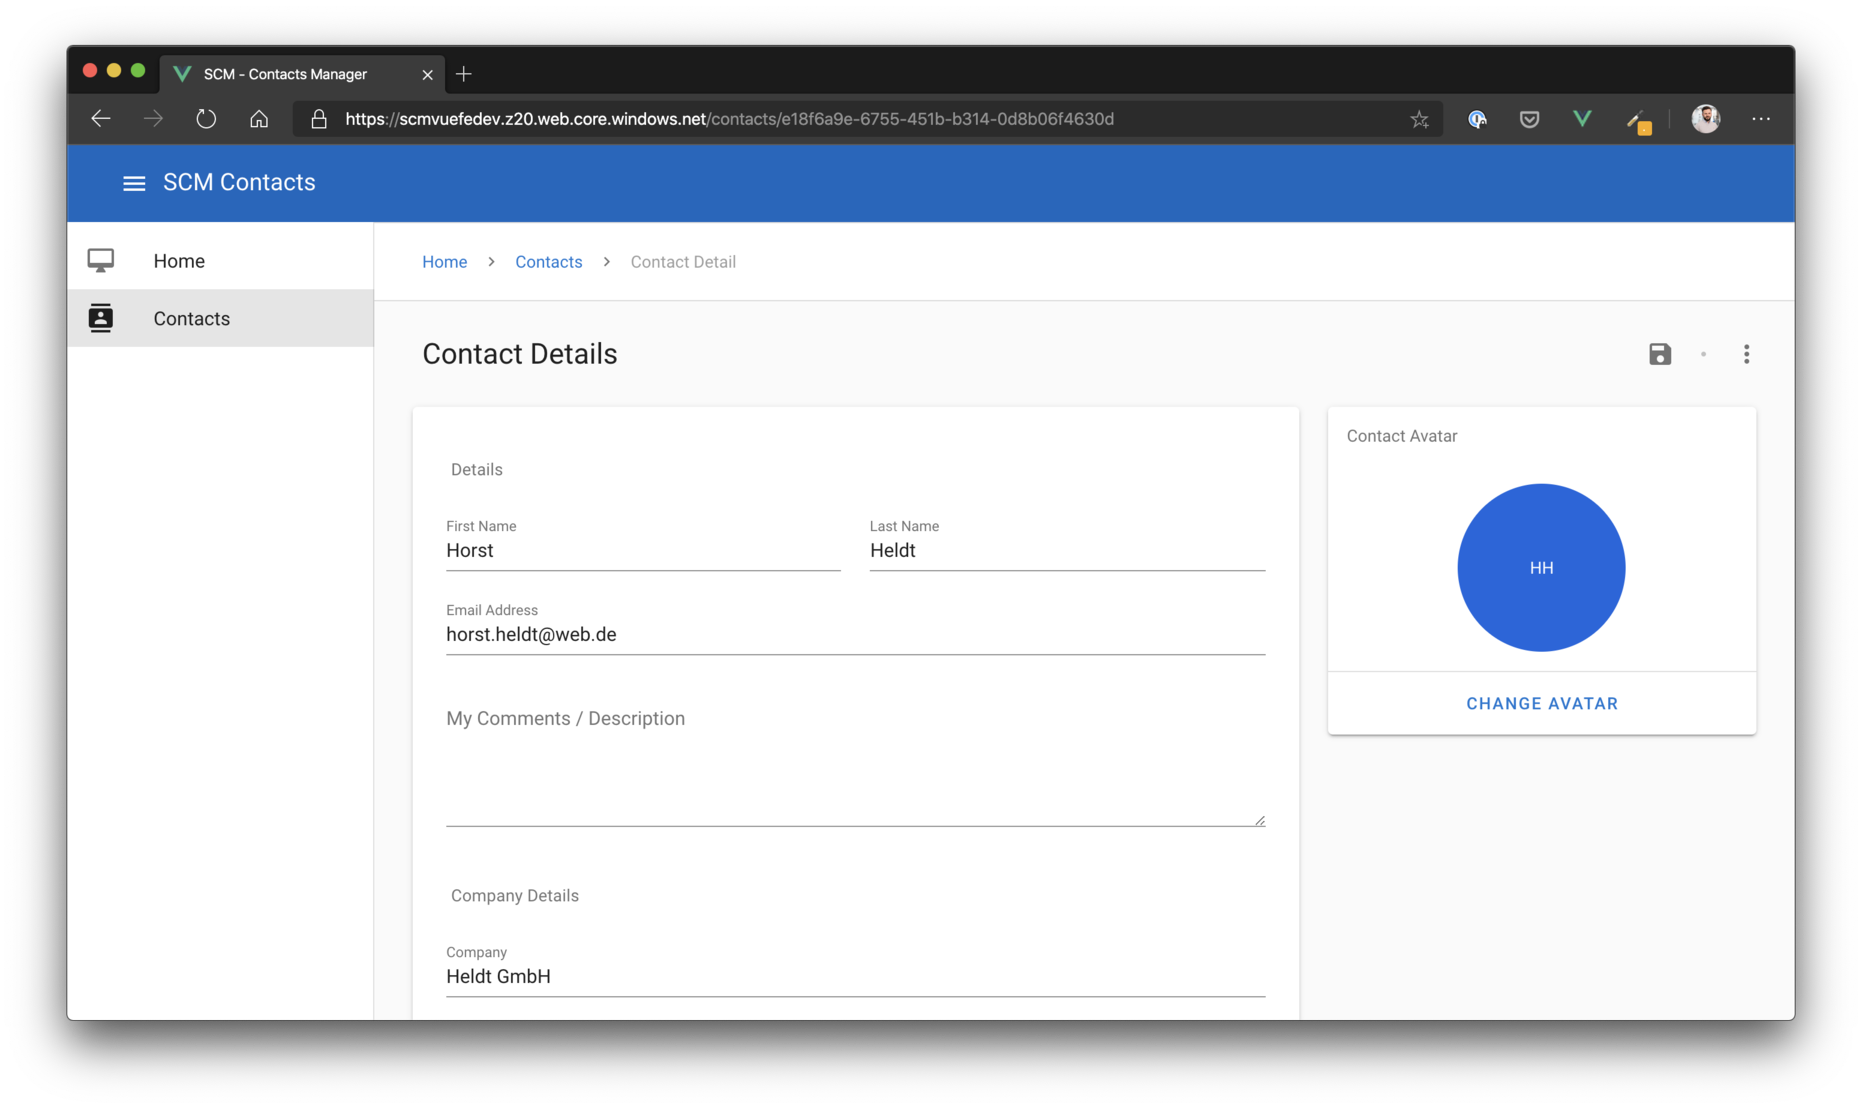 SCM - Contacts Manager
https://scmvuefedev.z20.web.core.windows.net/contacts/e18f6a9e-6755-451b-b314-0d8b06f4630d
SCM Contacts
Home
Contacts
Home > Contacts > Contact Detail
Contact Details
Details
First Name
Horst
Last Name
Heldt
Email Address
horst.heldt@web.de
My Comments / Description
Company Details
Company
Heldt GmbH
Contact Avatar
HH
CHANGE AVATAR